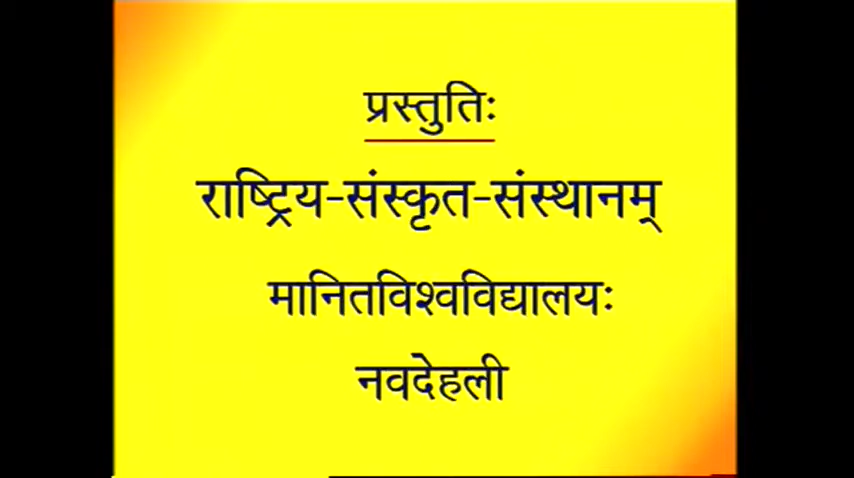 प्रस्तुतिः
राष्ट्रिय-संस्कृत-संस्थानम्
मानितविश्वविद्यालयः
नवदेहली